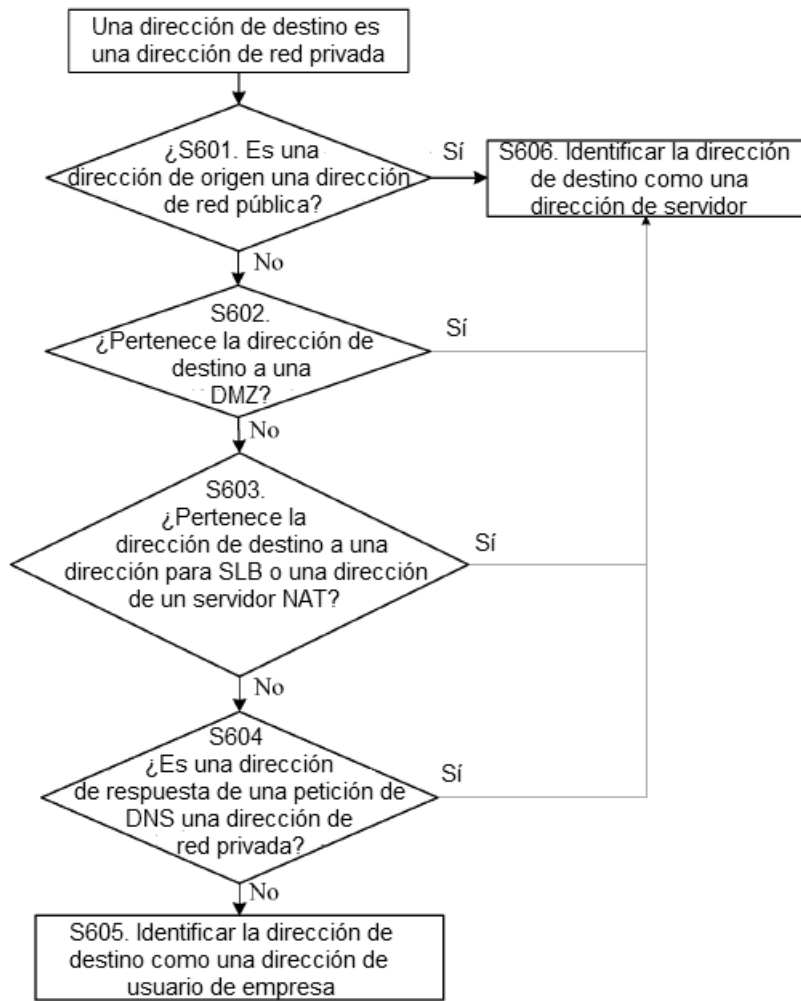 Una dirección de destino es
una dirección de red privada
¿S601. Es una
dirección de origen una dirección
de red pública?
Sí
S606. Identificar la dirección
de destino como una
dirección de servidor
No
S602.
¿Pertenece la dirección de
destino a una
DMZ?
Sí
No
S603.
¿Pertenece la
dirección de destino a una
dirección para SLB o una dirección
de un servidor NAT?
Sí
No
S604
¿Es una dirección
de respuesta de una petición de
DNS una dirección de
red privada?
Sí
No
S605. Identificar la dirección de
destino como una dirección de
usuario de empresa